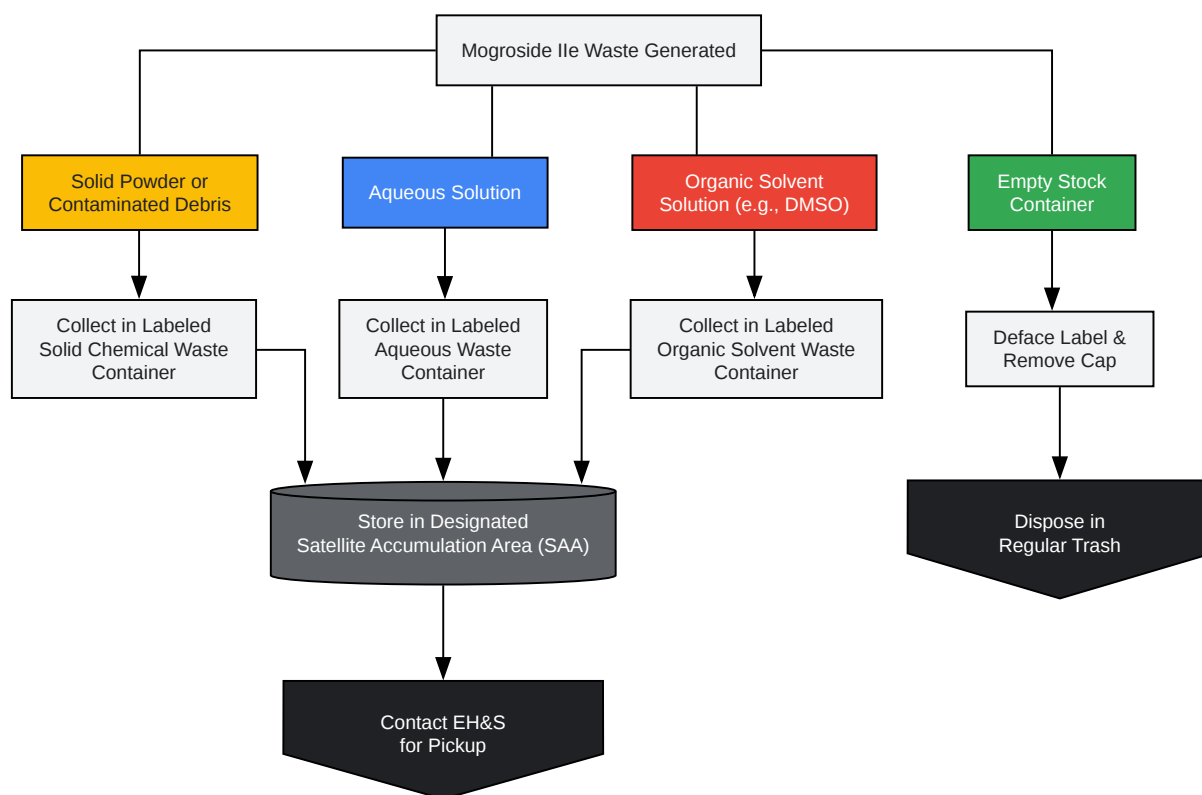 Mogroside IIe Waste Generated
Solid Powder or
Contaminated Debris
Aqueous Solution
Organic Solvent
Solution (e.g., DMSO)
Empty Stock
Container
Collect in Labeled
Solid Chemical Waste
Container
Collect in Labeled
Aqueous Waste
Container
Collect in Labeled
Organic Solvent Waste
Container
Deface Label &
Remove Cap
Store in Designated
Satellite Accumulation Area (SAA)
Dispose in
Regular Trash
Contact EH&S
for Pickup